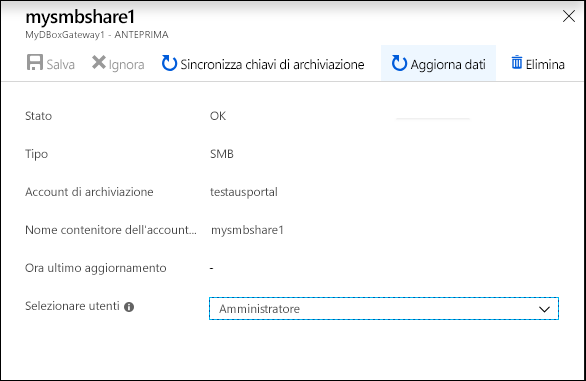 mysmbshare1
MyDBoxGateway1 - ANTEPRIMA
Salva Ignora Sincronizza chiavi di archiviazione Aggiorna dati Elimina
Stato OK
Tipo SMB
Account di archiviazione testausportal
Nome contenitore dell'account... mysmbshare1
Ora ultimo aggiornamento -
Selezionare utenti Amministratore